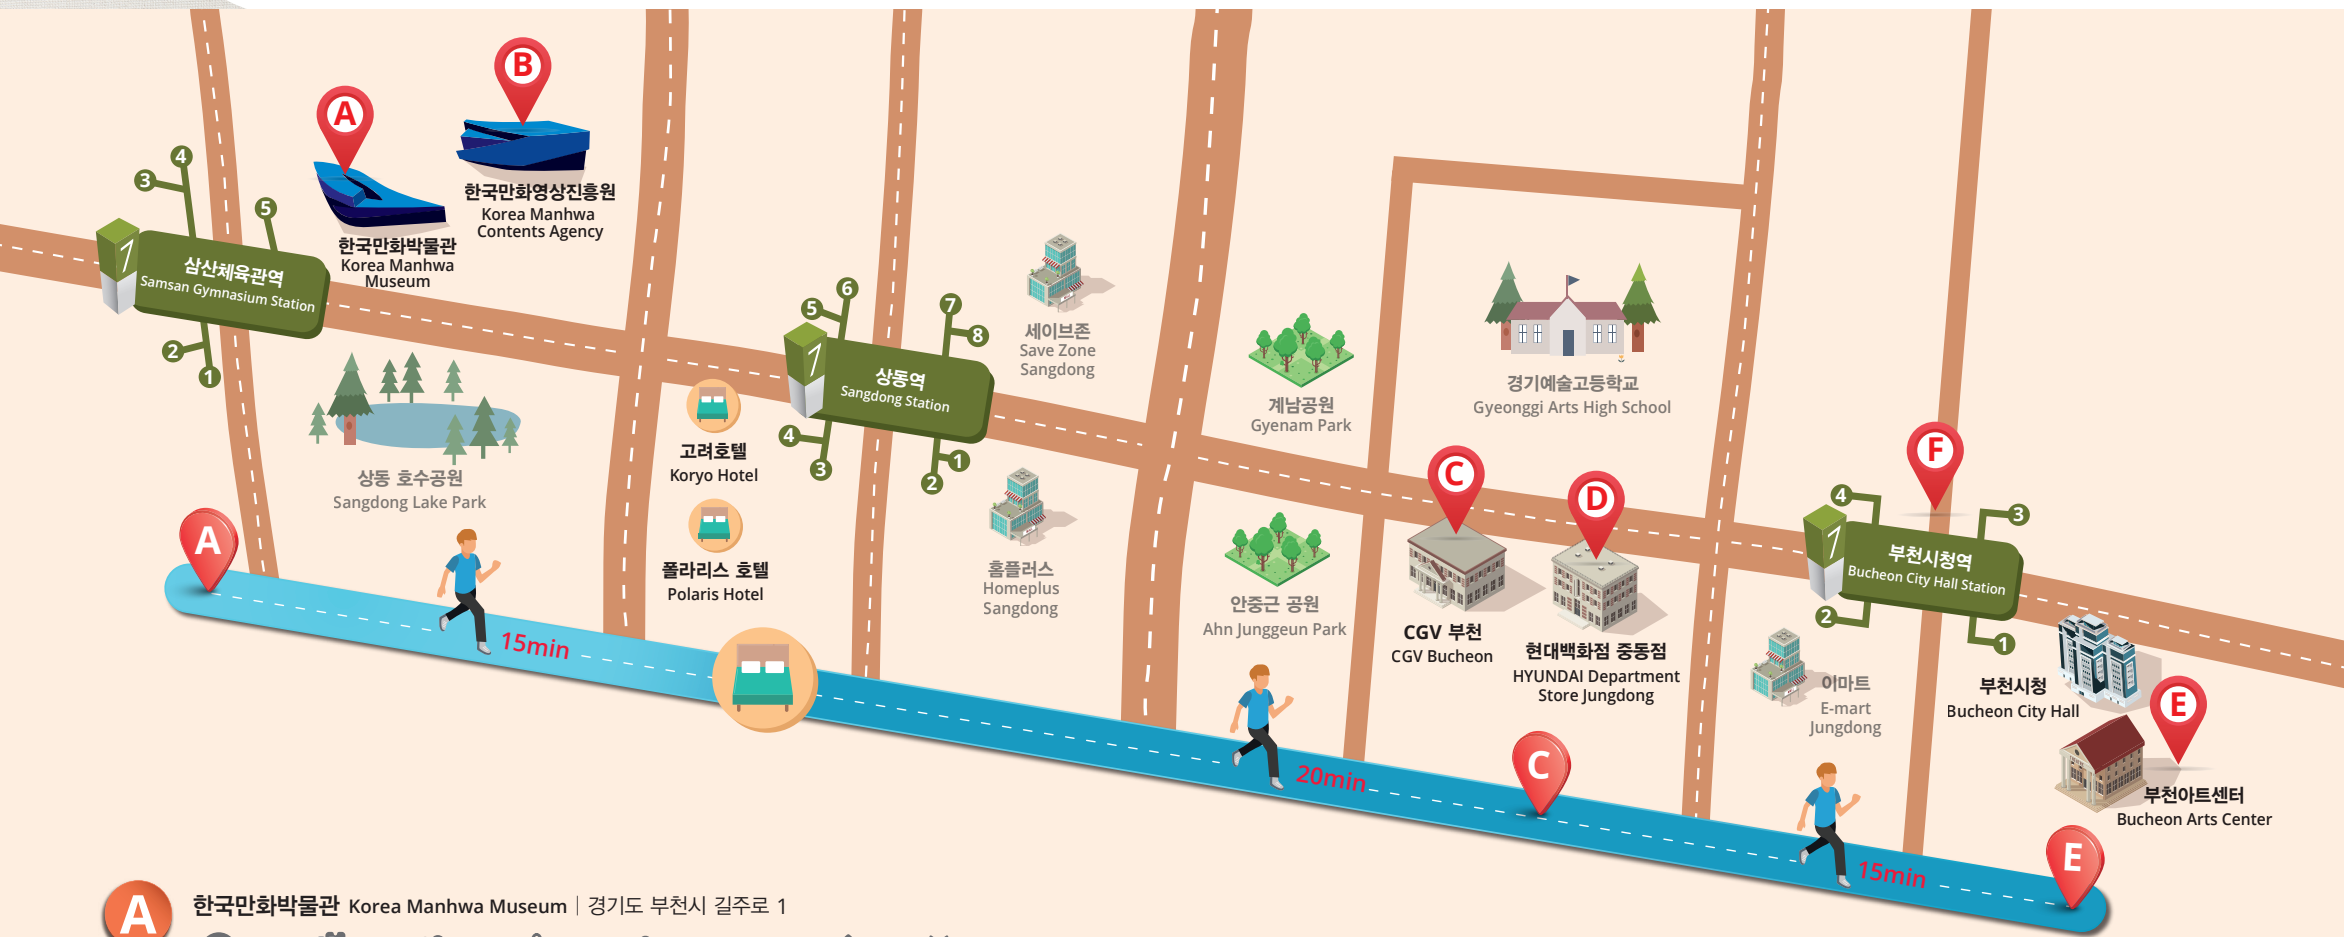 B
A
한국만화영상진흥원
Korea Manhwa
Contents Agency
한국만화박물관
Korea Manhwa
Museum
4
3
5
7
삼산체육관역
Samsan Gymnasium Station
2
1
상동 호수공원
Sangdong Lake Park
고려호텔
Koryo Hotel
폴라리스 호텔
Polaris Hotel
6
5
7
8
7
상동역
Sangdong Station
4
3
1
2
세이브존
Save Zone
Sangdong
홈플러스
Homeplus
Sangdong
계남공원
Gyenam Park
안중근 공원
Ahn Junggeun Park
경기예술고등학교
Gyeonggi Arts High School
C
D
CGV 부천
CGV Bucheon
현대백화점 중동점
HYUNDAI Department
Store Jungdong
F
4
3
7
부천시청역
Bucheon City Hall Station
2
1
이마트
E-mart
Jungdong
부천시청
Bucheon City Hall
E
부천아트센터
Bucheon Arts Center
A
15min
20min
C
15min
E
A
한국만화박물관 Korea Manhwa Museum | 경기도 부천시 길주로 1